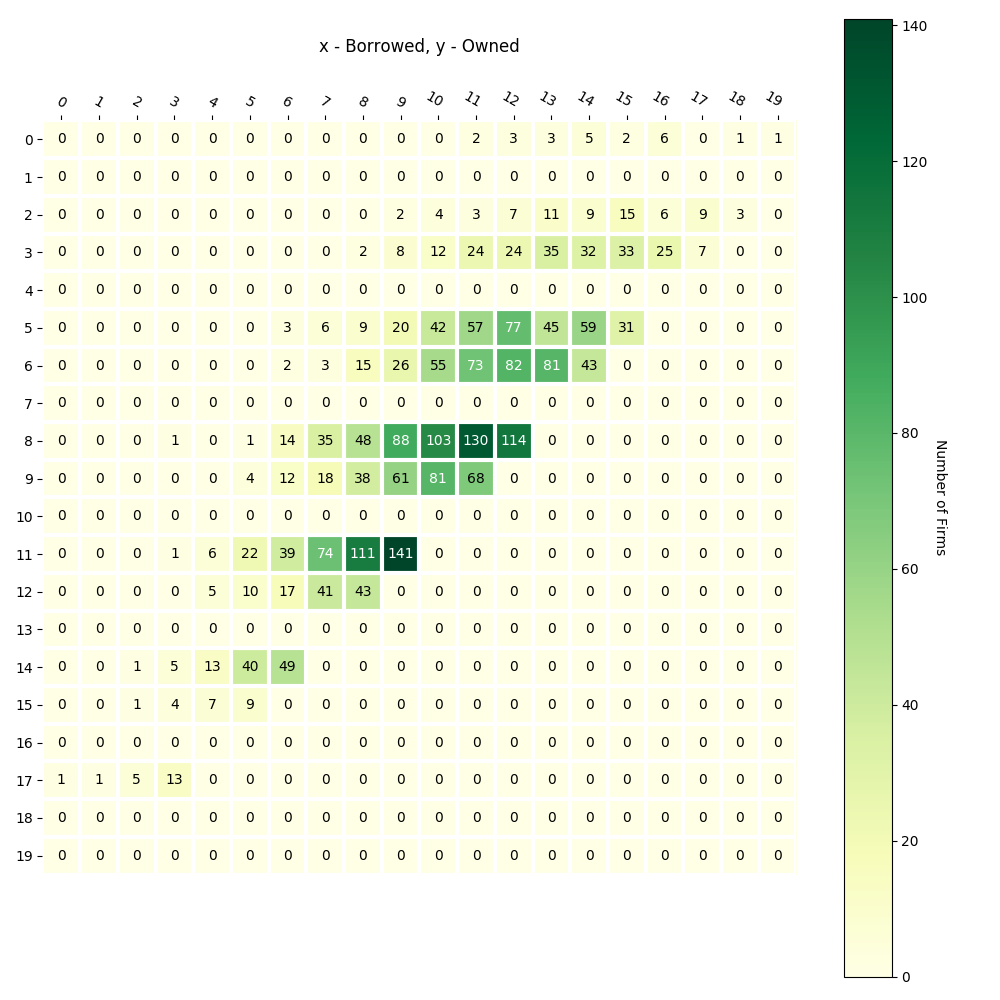 x - Borrowed, y - Owned
0 1 2 3 4 5 6 7 8 9 10 11 12 13 14 15 16 17 18 19
0 0 0 0 0 0 0 0 0 0 0 0 2 3 3 5 2 6 0 1 1
1 0 0 0 0 0 0 0 0 0 0 0 0 0 0 0 0 0 0 0 0
2 0 0 0 0 0 0 0 0 0 2 4 3 7 11 9 15 6 9 3 0
3 0 0 0 0 0 0 0 0 2 8 12 24 24 35 32 33 25 7 0 0
4 0 0 0 0 0 0 0 0 0 0 0 0 0 0 0 0 0 0 0 0
5 0 0 0 0 0 0 3 6 9 20 42 57 77 45 59 31 0 0 0 0
6 0 0 0 0 0 0 2 3 15 26 55 73 82 81 43 0 0 0 0 0
7 0 0 0 0 0 0 0 0 0 0 0 0 0 0 0 0 0 0 0 0
8 0 0 0 1 0 1 14 35 48 88 103 130 114 0 0 0 0 0 0 0
9 0 0 0 0 0 4 12 18 38 61 81 68 0 0 0 0 0 0 0 0
10 0 0 0 0 0 0 0 0 0 0 0 0 0 0 0 0 0 0 0 0
11 0 0 0 1 6 22 39 74 111 141 0 0 0 0 0 0 0 0 0 0
12 0 0 0 0 5 10 17 41 43 0 0 0 0 0 0 0 0 0 0 0
13 0 0 0 0 0 0 0 0 0 0 0 0 0 0 0 0 0 0 0 0
14 0 0 1 5 13 40 49 0 0 0 0 0 0 0 0 0 0 0 0 0
15 0 0 1 4 7 9 0 0 0 0 0 0 0 0 0 0 0 0 0 0
16 0 0 0 0 0 0 0 0 0 0 0 0 0 0 0 0 0 0 0 0
17 1 1 5 13 0 0 0 0 0 0 0 0 0 0 0 0 0 0 0 0
18 0 0 0 0 0 0 0 0 0 0 0 0 0 0 0 0 0 0 0 0
19 0 0 0 0 0 0 0 0 0 0 0 0 0 0 0 0 0 0 0 0
140
120
100
80
60
40
20
0
Number of Firms